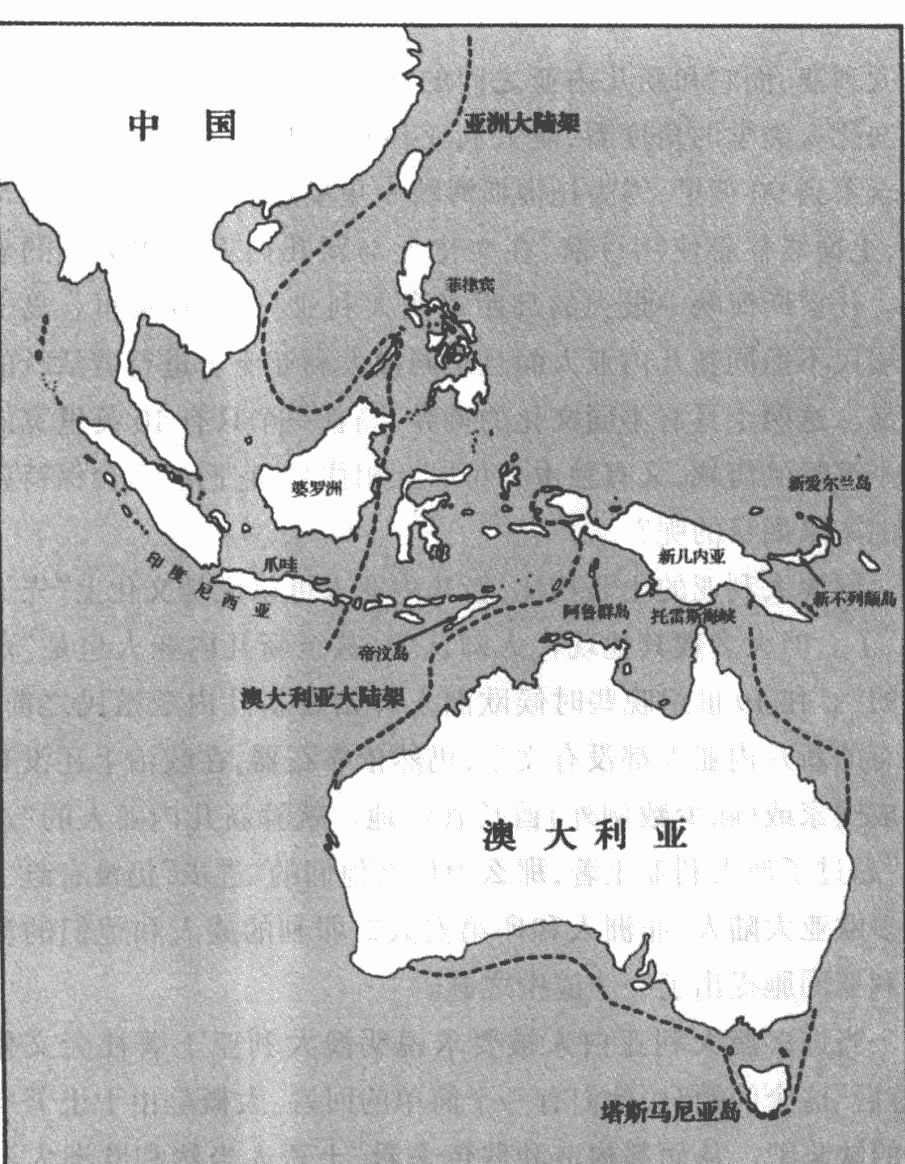 中 国
亚洲大陆架
菲律宾
婆罗洲
新爱尔兰岛
新几内亚
爪哇
印度尼西亚
阿鲁群岛
托雷斯海峡
新不列颠岛
帝汶岛
澳大利亚大陆架
澳大利亚
塔斯马尼亚岛